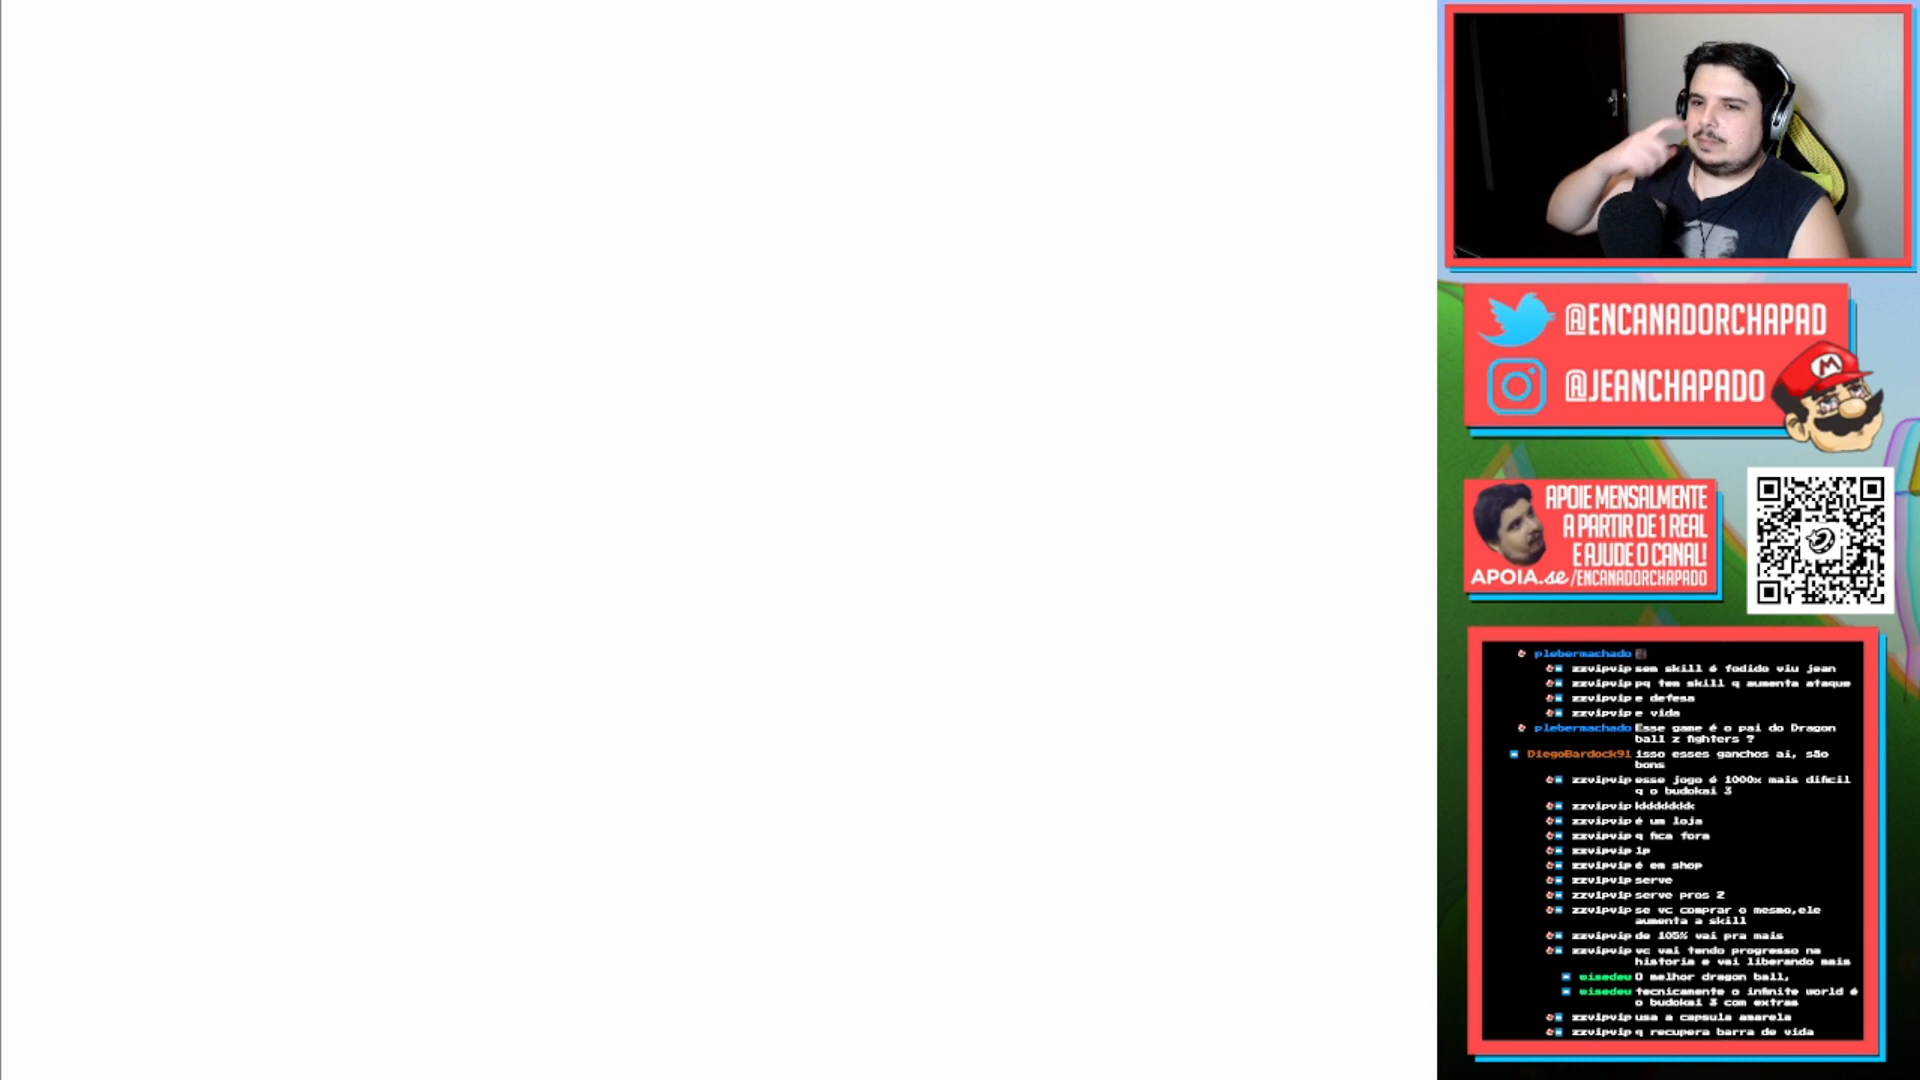 @ENCANADORCHAPAD
@JEANCHAPADO
M
APOIE MENSALMENTE
A PARTIR DE 1 REAL
E AJUDE O CANAL!
APOIA.se/ENCANADORCHAPADO
plebermachado
zzvipvip sem skill é fodido viu jean
zzvipvip pq tem skill q aumenta ataque
zzvipvip e defesa
zzvipvip e vida
plebermachado Esse game é o pai do Dragon
ball z fighters ?
DiegoBardock91 isso esses ganchos ai, são
bons
zzvipvip esse jogo é 1000x mais dificil
q o budokai 3
zzvipvip kkkkkkkk
zzvipvip é um loja
zzvipvip q fica fora
zzvipvip lp
zzvipvip é em shop
zzvipvip serve
zzvipvip serve pros 2
zzvipvip se vc comprar o mesmo,ele
aumenta a skill
zzvipvip de 105% vai pra mais
zzvipvip vc vai tendo progresso na
historia e vai liberando mais
wisedeu O melhor dragon ball,
wisedeu tecnicamente o infinite world é
o budokai 3 com extras
zzvipvip usa a capsula amarela
zzvipvip q recupera barra de vida